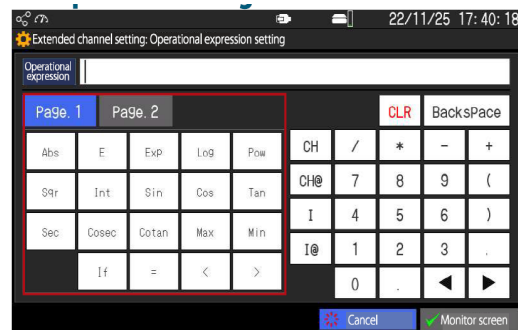 22/11/25 17:40:18
Extended channel setting: Operational expression setting
Operational
expression
Page. 1 Page. 2 CLR BacksPace
Abs E Exp Log Pow CH / * - +
Sqr Int Sin Cos Tan CH@ 7 8 9 (
Sec Cosec Cotan Max Min I 4 5 6 )
If = < > I@ 1 2 3 ,
0 . ◀ ▶
Cancel Monitor screen